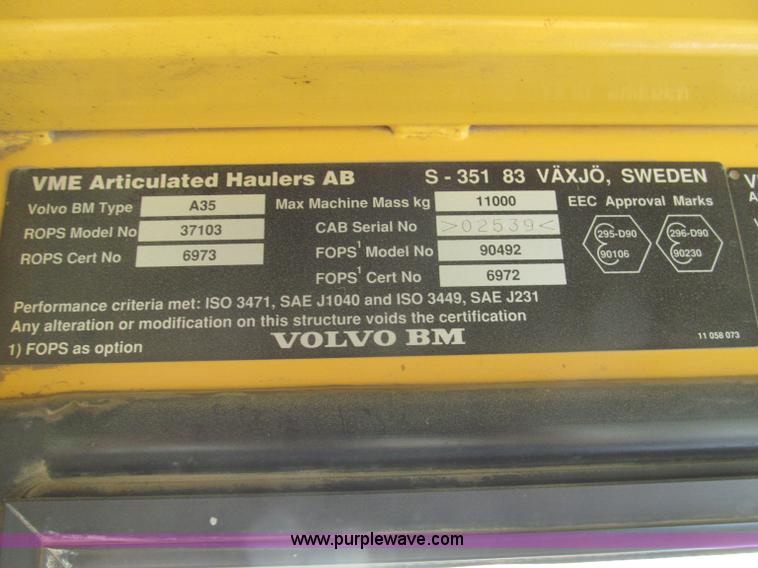 VME Articulated Haulers AB S - 351 83 VÄXJÖ, SWEDEN
Volvo BM Type A35 Max Machine Mass kg 11000 EEC Approval Marks
ROPS Model No 37103 CAB Serial No >02539< 295-D90 296-D90
ROPS Cert No 6973 FOPS¹ Model No 90492 90106 90230
FOPS¹ Cert No 6972
Performance criteria met: ISO 3471, SAE J1040 and ISO 3449, SAE J231
Any alteration or modification on this structure voids the certification
1) FOPS as option VOLVO BM 11 058 073
www.purplewave.com